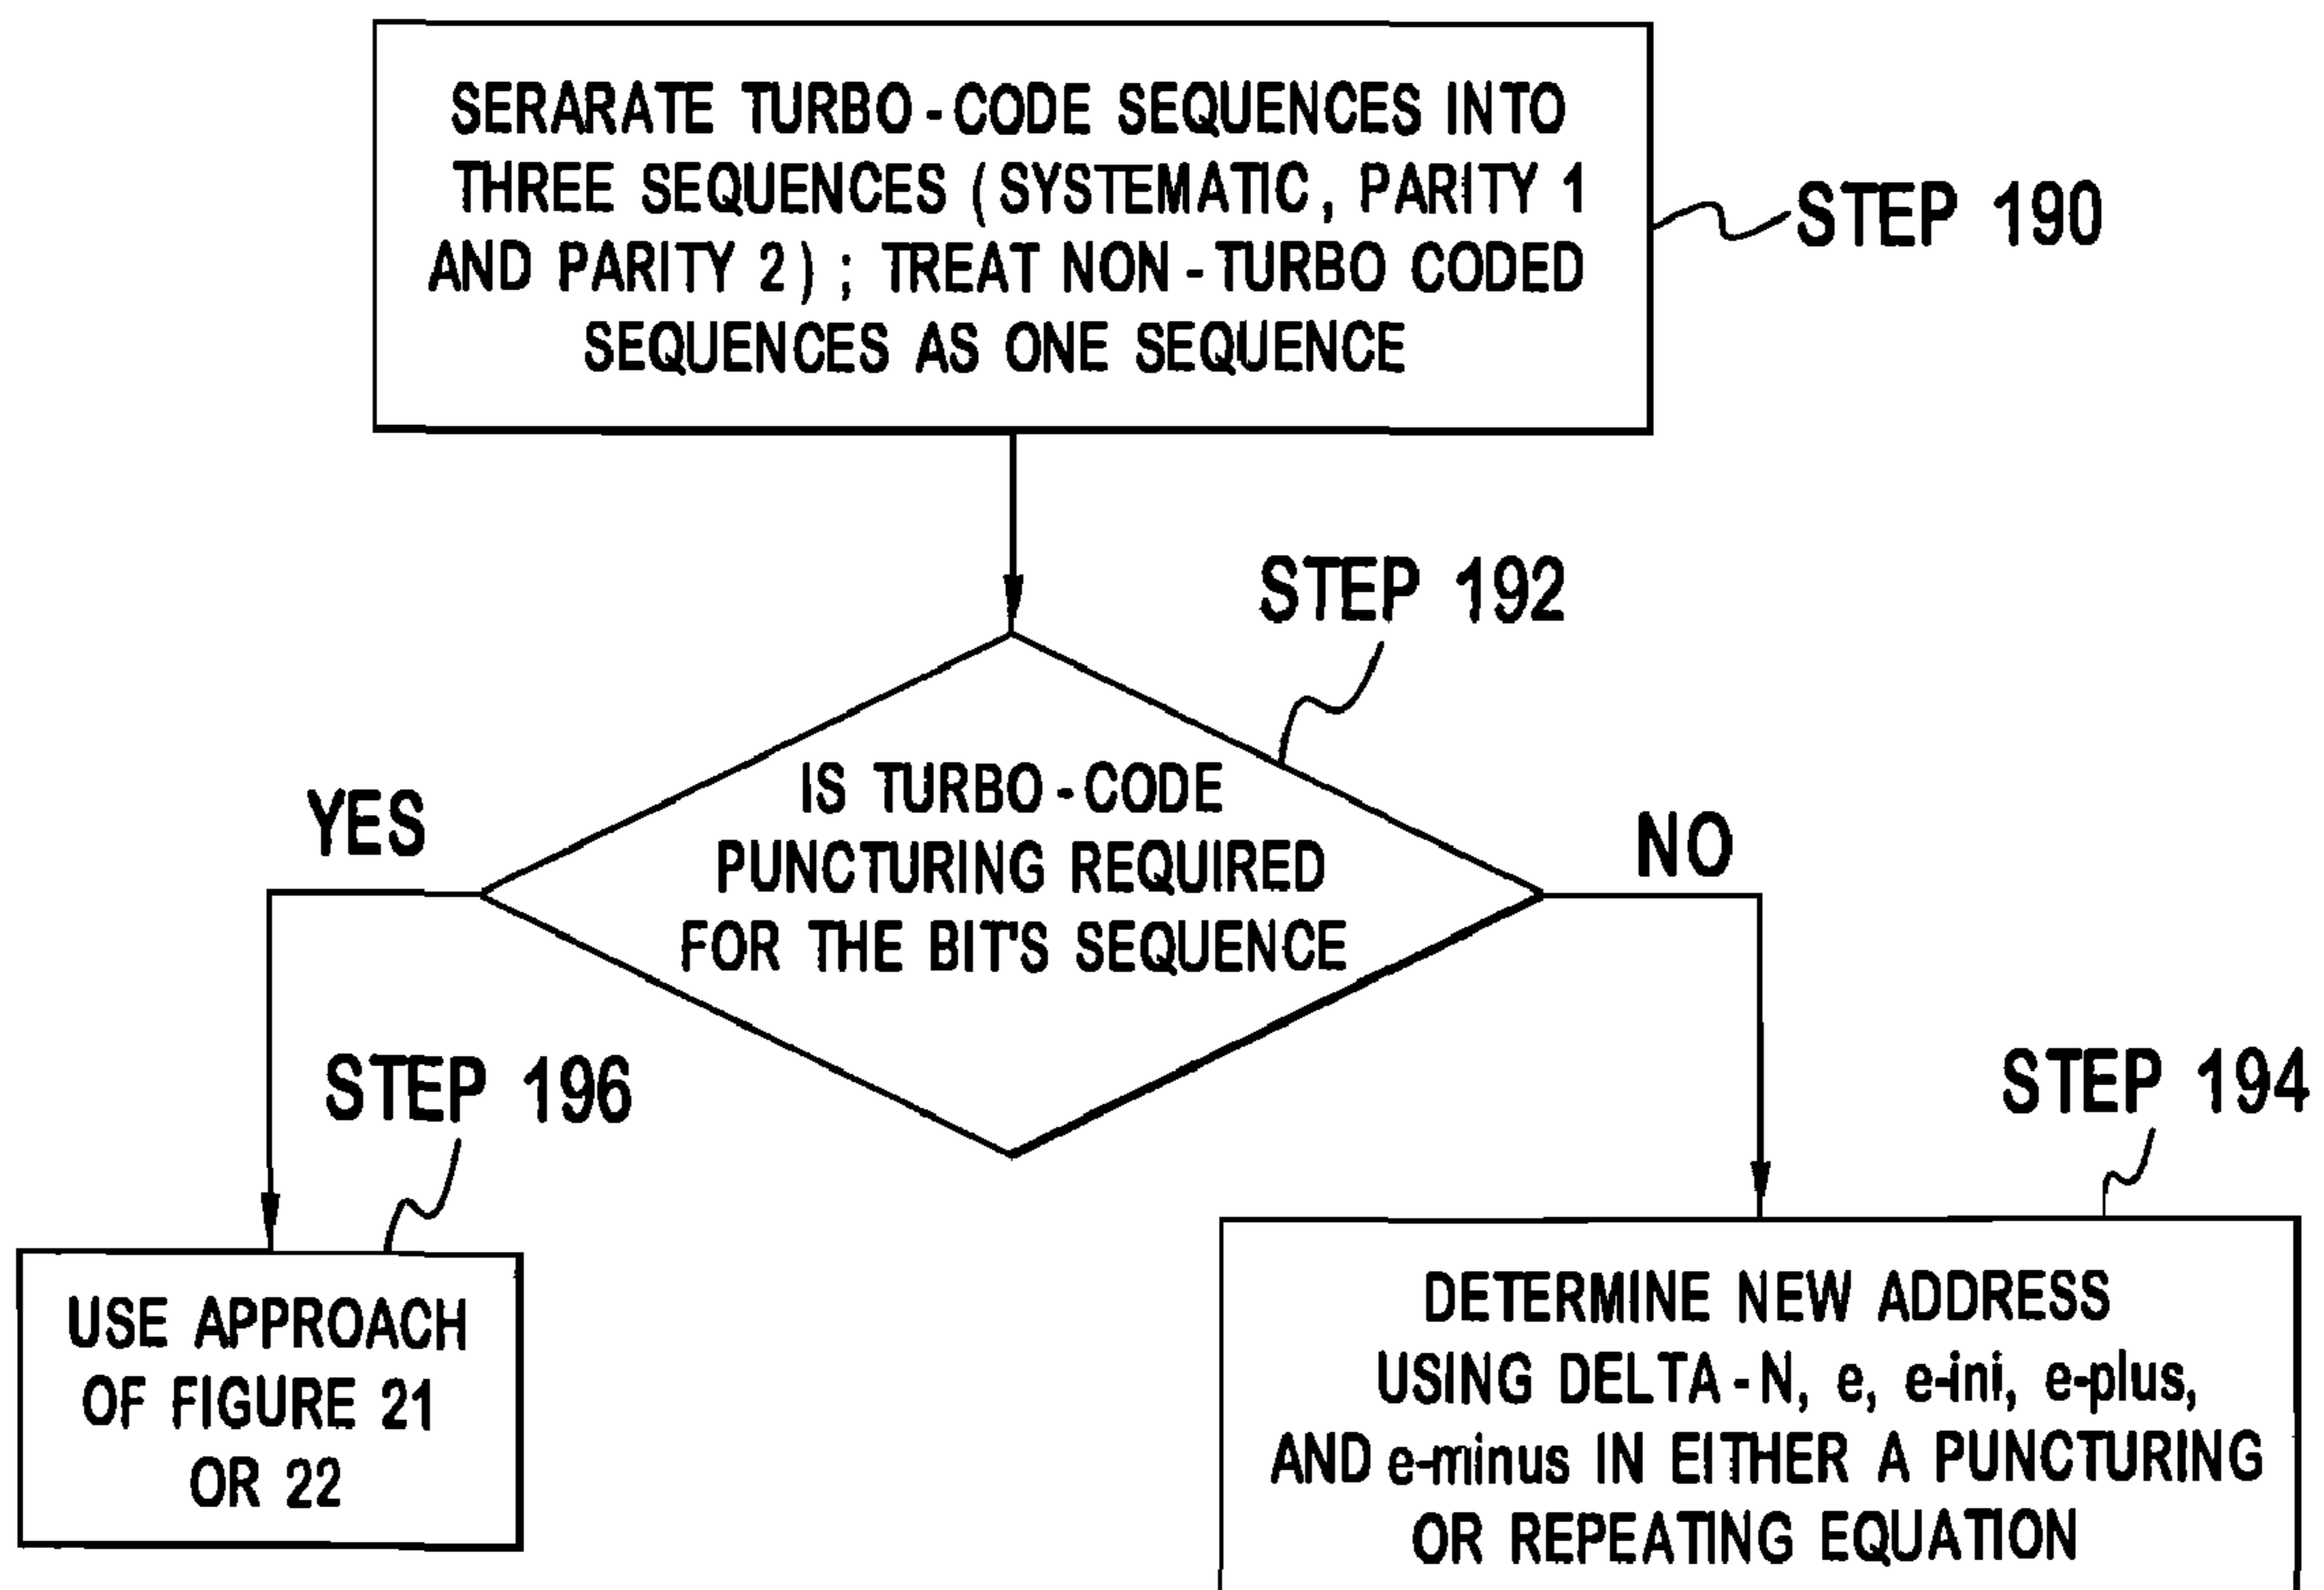 SERARATE TURBO-CODE SEQUENCES INTO
THREE SEQUENCES (SYSTEMATIC, PARITY 1
AND PARITY 2); TREAT NON-TURBO CODED
SEQUENCES AS ONE SEQUENCE
STEP 190
STEP 192
IS TURBO-CODE
PUNCTURING REQUIRED
FOR THE BIT'S SEQUENCE
YES
NO
STEP 196
STEP 194
USE APPROACH
OF FIGURE 21
OR 22
DETERMINE NEW ADDRESS
USING DELTA-N, e, e-ini, e-plus,
AND e-minus IN EITHER A PUNCTURING
OR REPEATING EQUATION